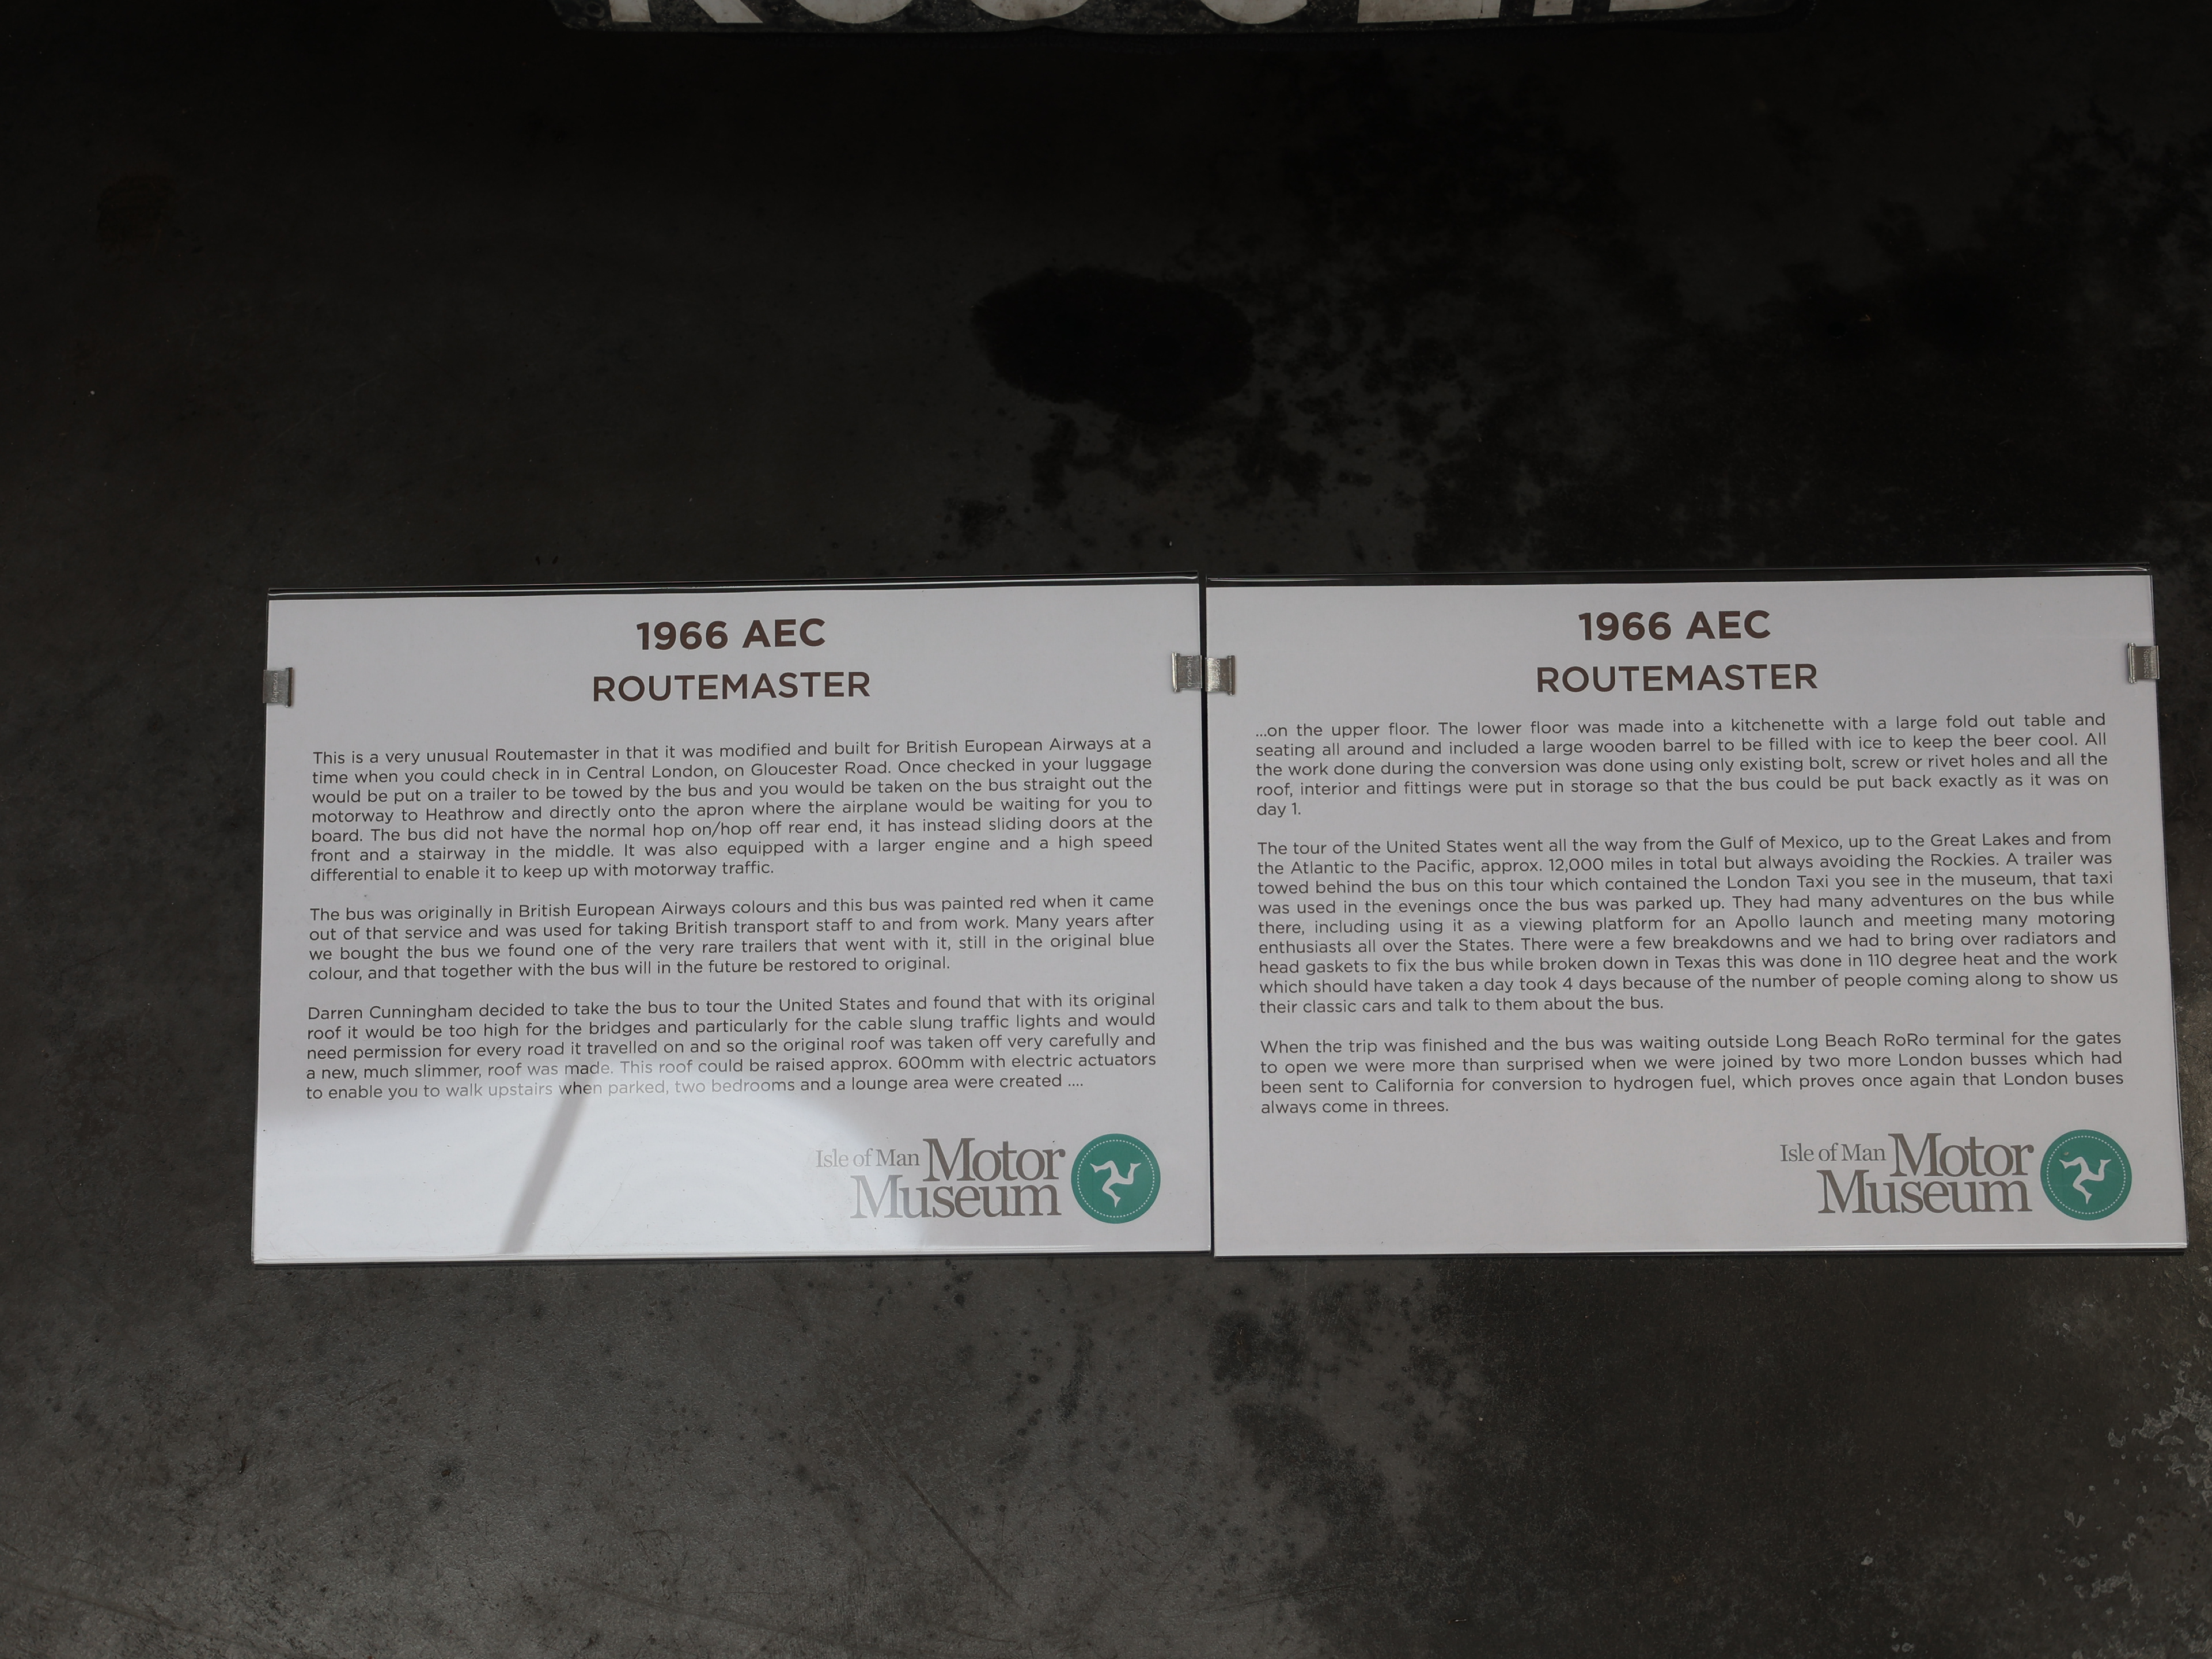 1966 AEC
ROUTEMASTER
This is a very unusual Routemaster in that it was modified and built for British European Airways at a
time when you could check in in Central London, on Gloucester Road. Once checked in your luggage
would be put on a trailer to be towed by the bus and you would be taken on the bus straight out the
motorway to Heathrow and directly onto the apron where the airplane would be waiting for you to
board. The bus did not have the normal hop on/hop off rear end, it has instead sliding doors at the
front and a stairway in the middle. It was also equipped with a larger engine and a high speed
differential to enable it to keep up with motorway traffic.
The bus was originally in British European Airways colours and this bus was painted red when it came
out of that service and was used for taking British transport staff to and from work. Many years after
we bought the bus we found one of the very rare trailers that went with it, still in the original blue
colour, and that together with the bus will in the future be restored to original.
Darren Cunningham decided to take the bus to tour the United States and found that with its original
roof it would be too high for the bridges and particularly for the cable slung traffic lights and would
need permission for every road it travelled on and so the original roof was taken off very carefully and
a new, much slimmer, roof was made. This roof could be raised approx. 600mm with electric actuators
to enable you to walk upstairs when parked, two bedrooms and a lounge area were created ....
Isle of Man Motor
Museum
1966 AEC
ROUTEMASTER
...on the upper floor. The lower floor was made into a kitchenette with a large fold out table and
seating all around and included a large wooden barrel to be filled with ice to keep the beer cool. All
the work done during the conversion was done using only existing bolt, screw or rivet holes and all the
roof, interior and fittings were put in storage so that the bus could be put back exactly as it was on
day 1.
The tour of the United States went all the way from the Gulf of Mexico, up to the Great Lakes and from
the Atlantic to the Pacific, approx. 12,000 miles in total but always avoiding the Rockies. A trailer was
towed behind the bus on this tour which contained the London Taxi you see in the museum, that taxi
was used in the evenings once the bus was parked up. They had many adventures on the bus while
there, including using it as a viewing platform for an Apollo launch and meeting many motoring
enthusiasts all over the States. There were a few breakdowns and we had to bring over radiators and
head gaskets to fix the bus while broken down in Texas this was done in 110 degree heat and the work
which should have taken a day took 4 days because of the number of people coming along to show us
their classic cars and talk to them about the bus.
When the trip was finished and the bus was waiting outside Long Beach RoRo terminal for the gates
to open we were more than surprised when we were joined by two more London busses which had
been sent to California for conversion to hydrogen fuel, which proves once again that London buses
always come in threes.
Isle of Man Motor
Museum